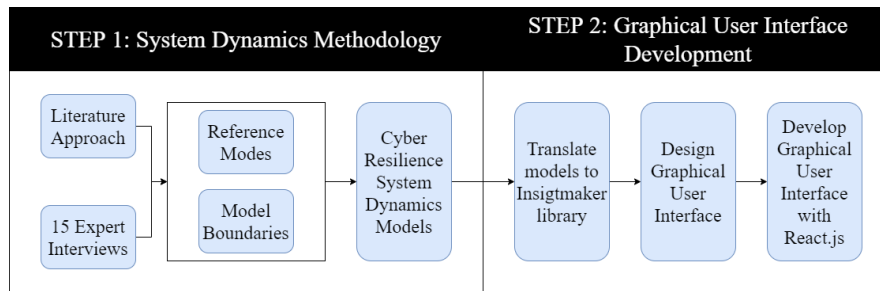 STEP 1: System Dynamics Methodology
STEP 2: Graphical User Interface
Development
Literature
Approach
15 Expert
Interviews
Reference
Modes
Model
Boundaries
Cyber
Resilience
System
Dynamics
Models
Translate
models to
Insigtmaker
library
Design
Graphical
User
Interface
Develop
Graphical
User
Interface
with
React.js